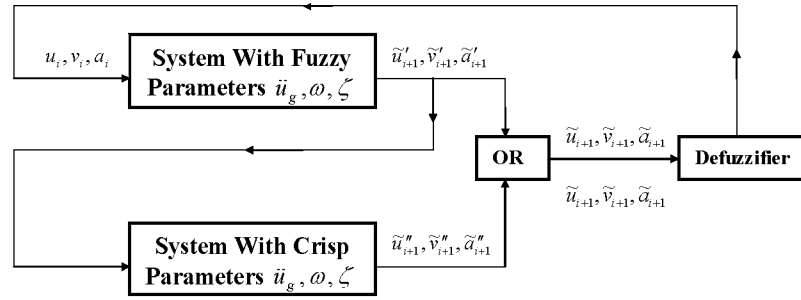 u_i, v_i, a_i
System With Fuzzy
Parameters ü_g, ω, ζ
ũ′_{i+1}, ṽ′_{i+1}, ã′_{i+1}
OR
ũ_{i+1}, ṽ_{i+1}, ã_{i+1}
Defuzzifier
ũ_{i+1}, ṽ_{i+1}, ã_{i+1}
System With Crisp
Parameters ü_g, ω, ζ
ũ″_{i+1}, ṽ″_{i+1}, ã″_{i+1}